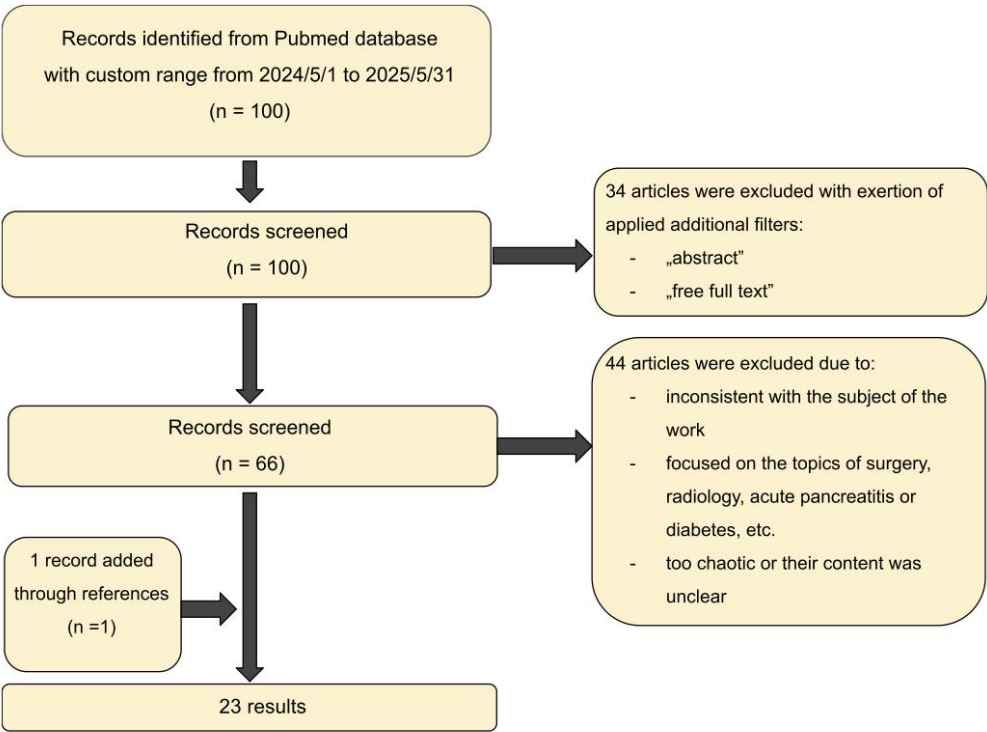 Records identified from Pubmed database
with custom range from 2024/5/1 to 2025/5/31
(n = 100)
Records screened
(n = 100)
34 articles were excluded with exertion of
applied additional filters:
- „abstract”
- „free full text”
Records screened
(n = 66)
44 articles were excluded due to:
- inconsistent with the subject of the
work
- focused on the topics of surgery,
radiology, acute pancreatitis or
diabetes, etc.
- too chaotic or their content was
unclear
1 record added
through references
(n =1)
23 results